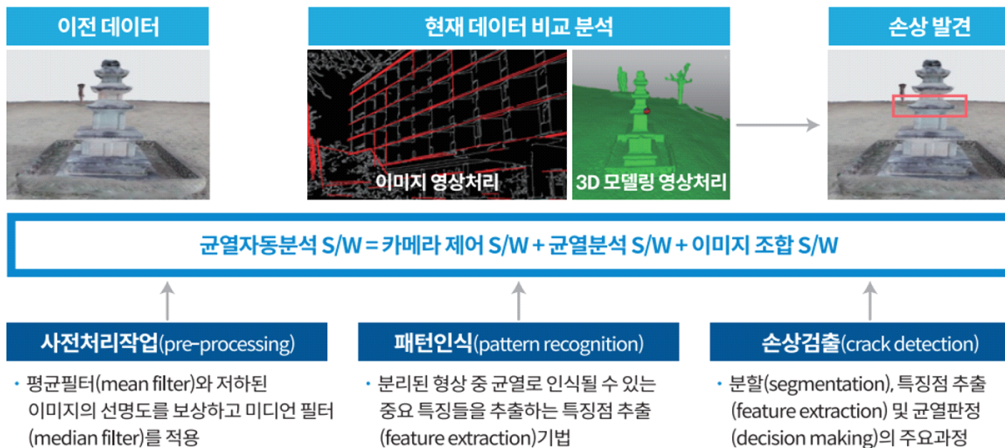 이전 데이터
현재 데이터 비교 분석
손상 발견
이미지 영상처리
3D 모델링 영상처리
균열자동분석 S/W = 카메라 제어 S/W + 균열분석 S/W + 이미지 조합 S/W
사전처리작업(pre-processing)
· 평균필터(mean filter)와 저하된
이미지의 선명도를 보상하고 미디언 필터
(median filter)를 적용
패턴인식(pattern recognition)
· 분리된 형상 중 균열로 인식될 수 있는
중요 특징들을 추출하는 특징점 추출
(feature extraction)기법
손상검출(crack detection)
· 분할(segmentation), 특징점 추출
(feature extraction) 및 균열판정
(decision making)의 주요과정